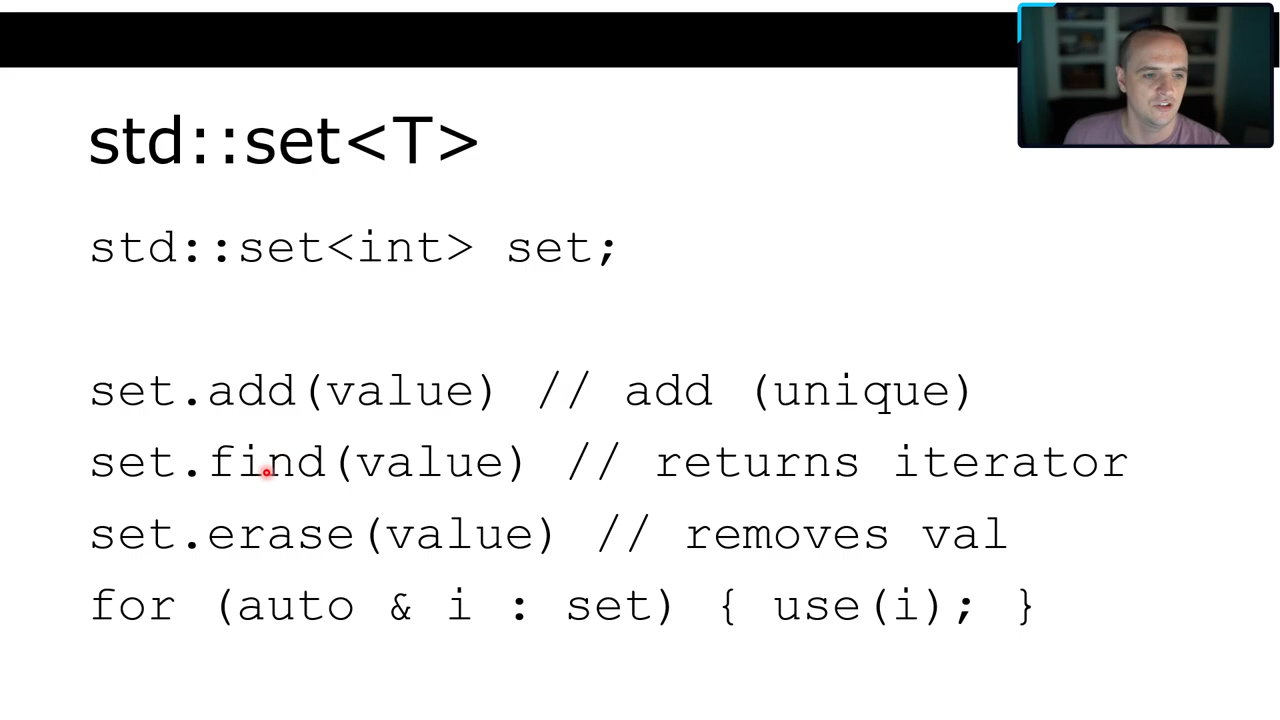 std::set<T>
std::set<int> set;
set.add(value) // add (unique)
set.find(value) // returns iterator
set.erase(value) // removes val
for (auto & i : set) { use(i); }